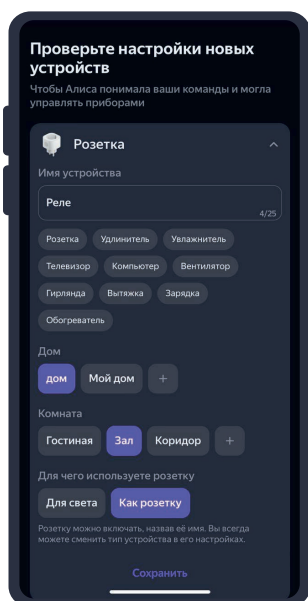 Проверьте настройки новых
устройств
Чтобы Алиса понимала ваши команды и могла
управлять приборами
Розетка
Имя устройства
Реле
4/25
Розетка Удлинитель Увлажнитель
Телевизор Компьютер Вентилятор
Гирлянда Вытяжка Зарядка
Обогреватель
Дом
дом Мой дом +
Комната
Гостиная Зал Коридор +
Для чего используете розетку
Для света Как розетку
Розетку можно включать, назвав её имя. Вы всегда
можете сменить тип устройства в его настройках.
Сохранить